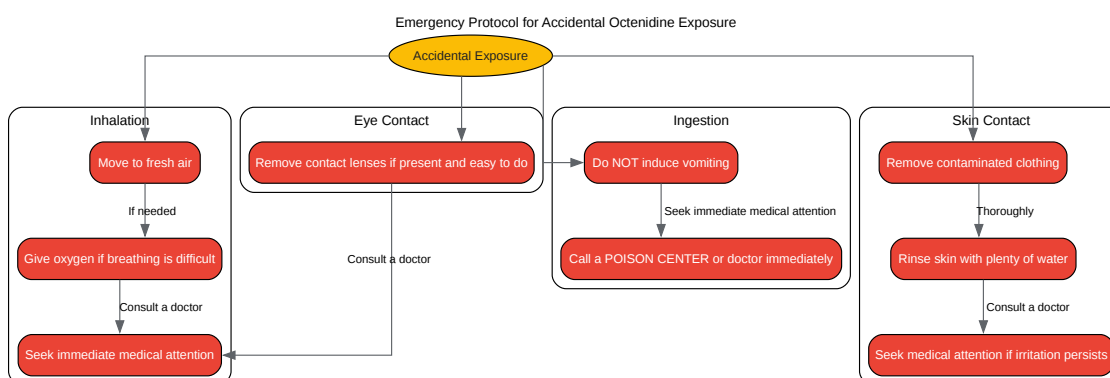 Emergency Protocol for Accidental Octenidine Exposure
Accidental Exposure
Inhalation
Move to fresh air
If needed
Give oxygen if breathing is difficult
Consult a doctor
Seek immediate medical attention
Eye Contact
Remove contact lenses if present and easy to do
Consult a doctor
Ingestion
Do NOT induce vomiting
Seek immediate medical attention
Call a POISON CENTER or doctor immediately
Skin Contact
Remove contaminated clothing
Thoroughly
Rinse skin with plenty of water
Consult a doctor
Seek medical attention if irritation persists